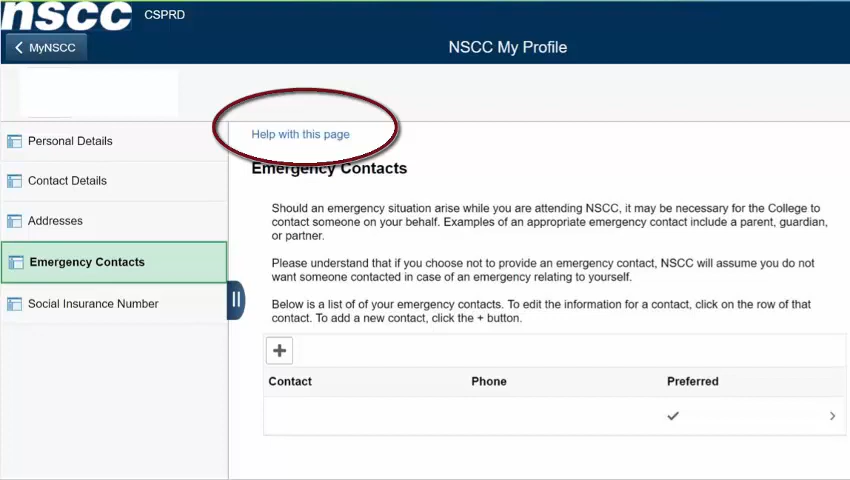 nscc CSPRD
MyNSCC
NSCC My Profile
Help with this page
Personal Details
Contact Details
Addresses
Emergency Contacts
Social Insurance Number
Emergency Contacts
Should an emergency situation arise while you are attending NSCC, it may be necessary for the College to
contact someone on your behalf. Examples of an appropriate emergency contact include a parent, guardian,
or partner.
Please understand that if you choose not to provide an emergency contact, NSCC will assume you do not
want someone contacted in case of an emergency relating to yourself.
Below is a list of of your emergency contacts. To edit the information for a contact, click on the row of that
contact. To add a new contact, click the + button.
+
Contact Phone Preferred